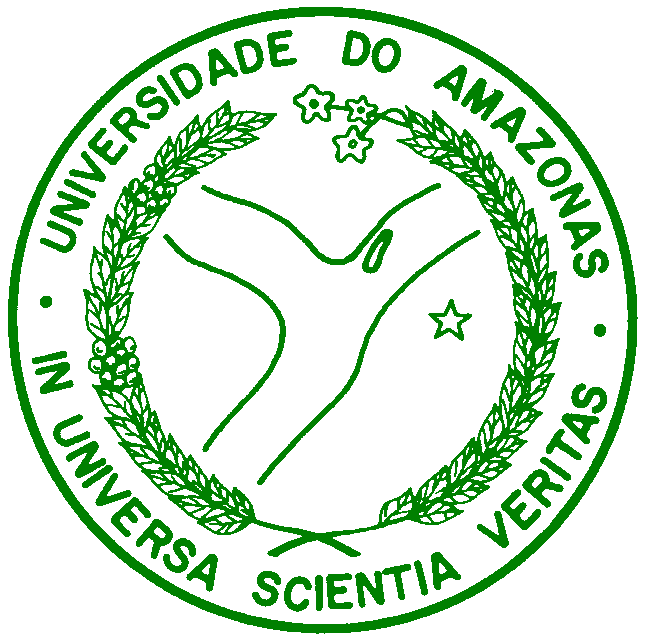 UNIVERSIDADE DO AMAZONAS
IN UNIVERSA SCIENTIA VERITAS